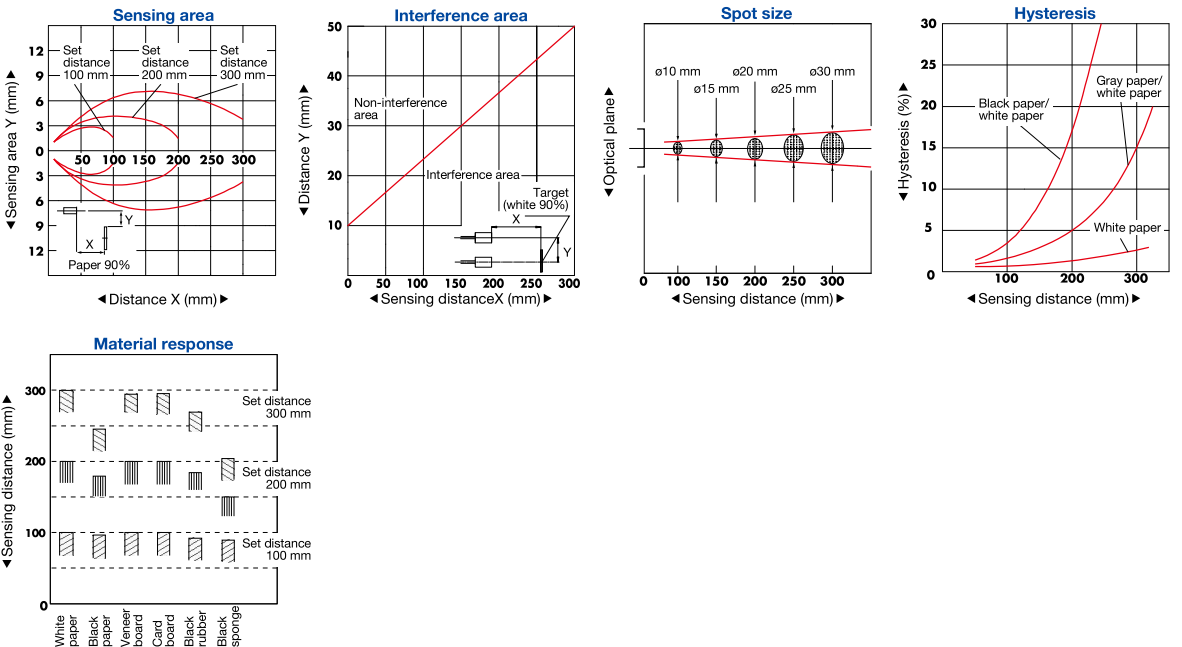 Sensing area
Sensing area Y (mm)
12
9
6
3
0
3
6
9
12
Set
distance
100 mm
Set
distance
200 mm
Set
distance
300 mm
50 100 150 200 250 300
Y
X
Paper 90%
Distance X (mm)
Interference area
Distance Y (mm)
50
40
30
20
10
0
Non-interference
area
Interference area
Target
(white 90%)
X
Y
0 50 100 150 200 250 300
Sensing distanceX (mm)
Spot size
Optical plane
ø10 mm
ø15 mm
ø20 mm
ø25 mm
ø30 mm
0 100 150 200 250 300
Sensing distance (mm)
Hysteresis
Hysteresis (%)
30
25
20
15
10
5
0
Black paper/
white paper
Gray paper/
white paper
White paper
100 200 300
Sensing distance (mm)
Material response
Sensing distance (mm)
300
200
100
0
Set distance
300 mm
Set distance
200 mm
Set distance
100 mm
White
paper
Black
paper
Veneer
board
Card
board
Black
rubber
Black
sponge